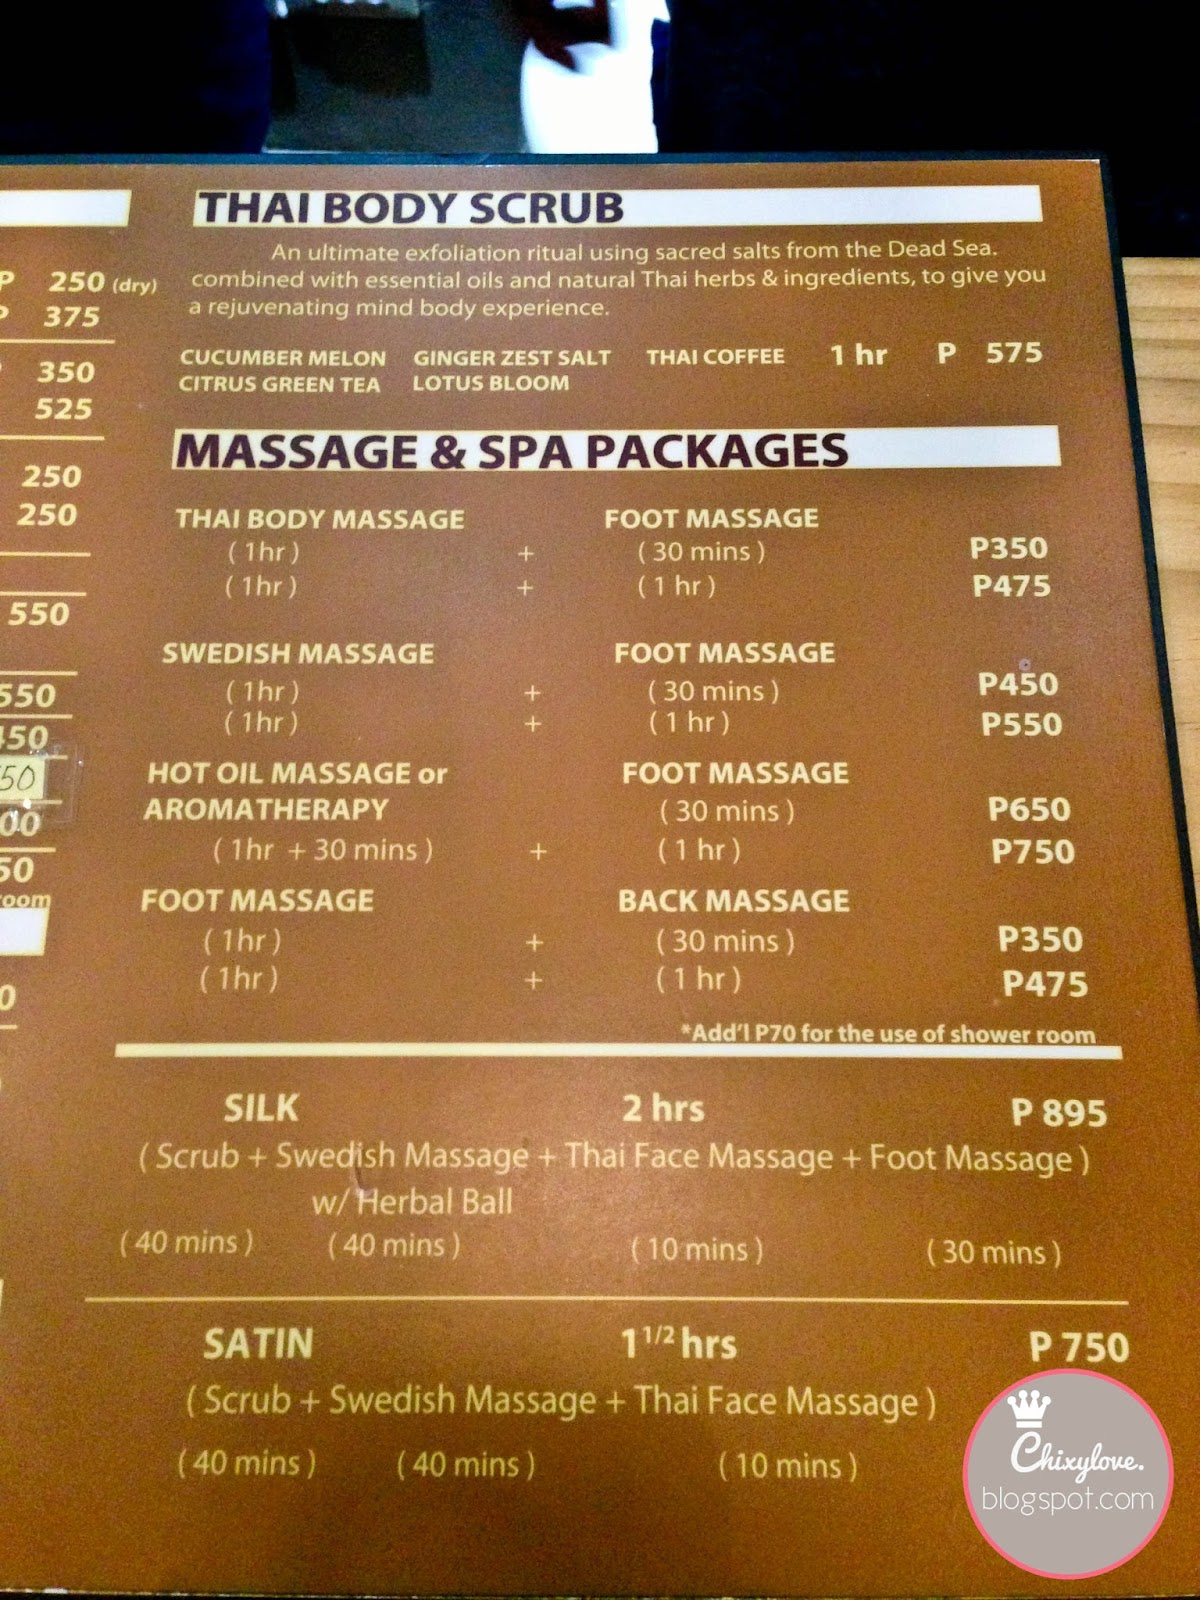 P 250 (dry)
P 375
350
525
250
250
550
550
450
50
00
50
room
0
THAI BODY SCRUB
An ultimate exfoliation ritual using sacred salts from the Dead Sea.
combined with essential oils and natural Thai herbs & ingredients, to give you
a rejuvenating mind body experience.
CUCUMBER MELON GINGER ZEST SALT THAI COFFEE 1 hr P 575
CITRUS GREEN TEA LOTUS BLOOM
MASSAGE & SPA PACKAGES
THAI BODY MASSAGE FOOT MASSAGE
( 1hr ) + ( 30 mins ) P350
( 1hr ) + ( 1 hr ) P475
SWEDISH MASSAGE FOOT MASSAGE
( 1hr ) + ( 30 mins ) P450
( 1hr ) + ( 1 hr ) P550
HOT OIL MASSAGE or FOOT MASSAGE
AROMATHERAPY ( 30 mins ) P650
( 1hr + 30 mins ) + ( 1 hr ) P750
FOOT MASSAGE BACK MASSAGE
( 1hr ) + ( 30 mins ) P350
( 1hr ) + ( 1 hr ) P475
*Add'l P70 for the use of shower room
SILK 2 hrs P 895
( Scrub + Swedish Massage + Thai Face Massage + Foot Massage )
w/ Herbal Ball
( 40 mins ) ( 40 mins ) ( 10 mins ) ( 30 mins )
SATIN 1 1/2 hrs P 750
( Scrub + Swedish Massage + Thai Face Massage )
( 40 mins ) ( 40 mins ) ( 10 mins )
Chixylove.
blogspot.com